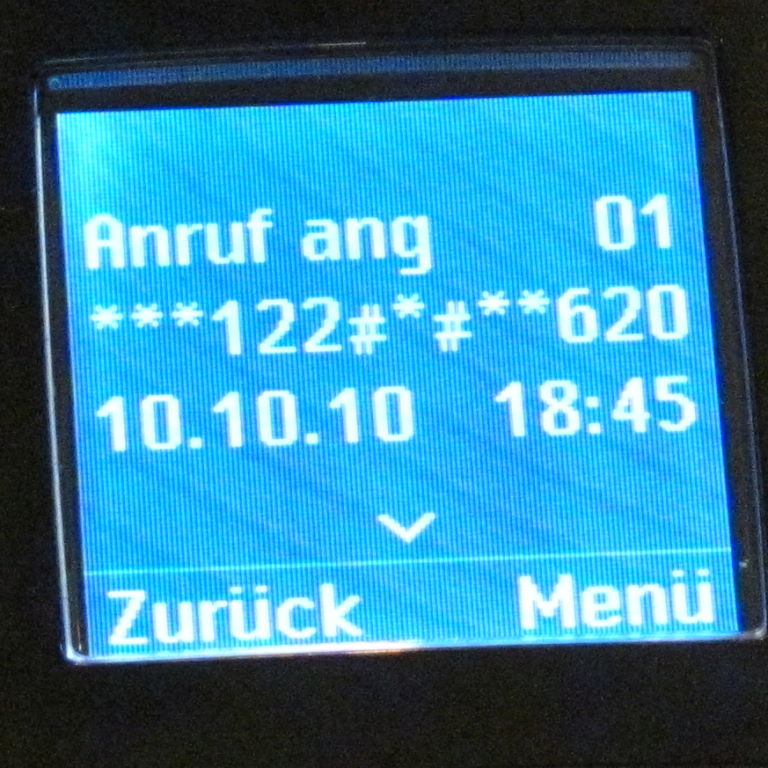 Anruf ang 01
***122#*#**620
10.10.10 18:45
Zurück Menü